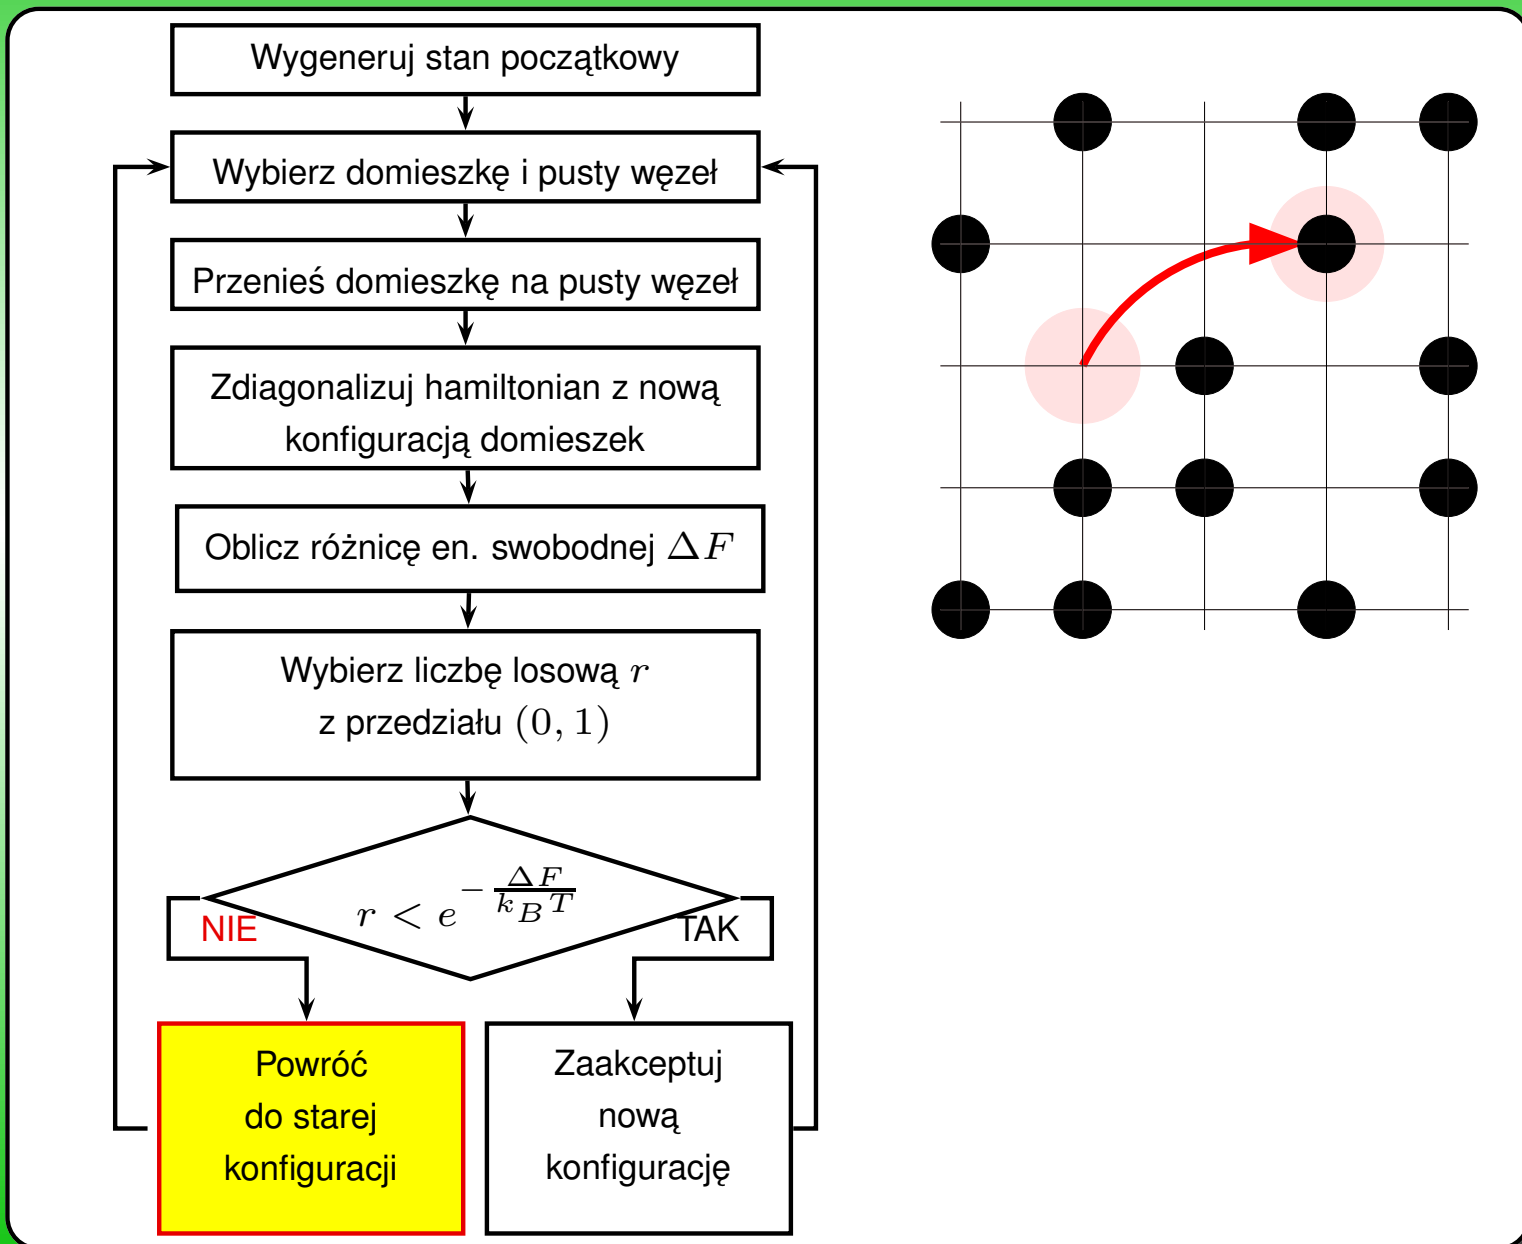 Wygeneruj stan początkowy
Wybierz domieszkę i pusty węzeł
Przenieś domieszkę na pusty węzeł
Zdiagonalizuj hamiltonian z nową
konfiguracją domieszek
Oblicz różnicę en. swobodnej ΔF
Wybierz liczbę losową r
z przedziału (0, 1)
r < e^{-\frac{ΔF}{k_B T}}
NIE
TAK
Powróć
do starej
konfiguracji
Zaakceptuj
nową
konfigurację